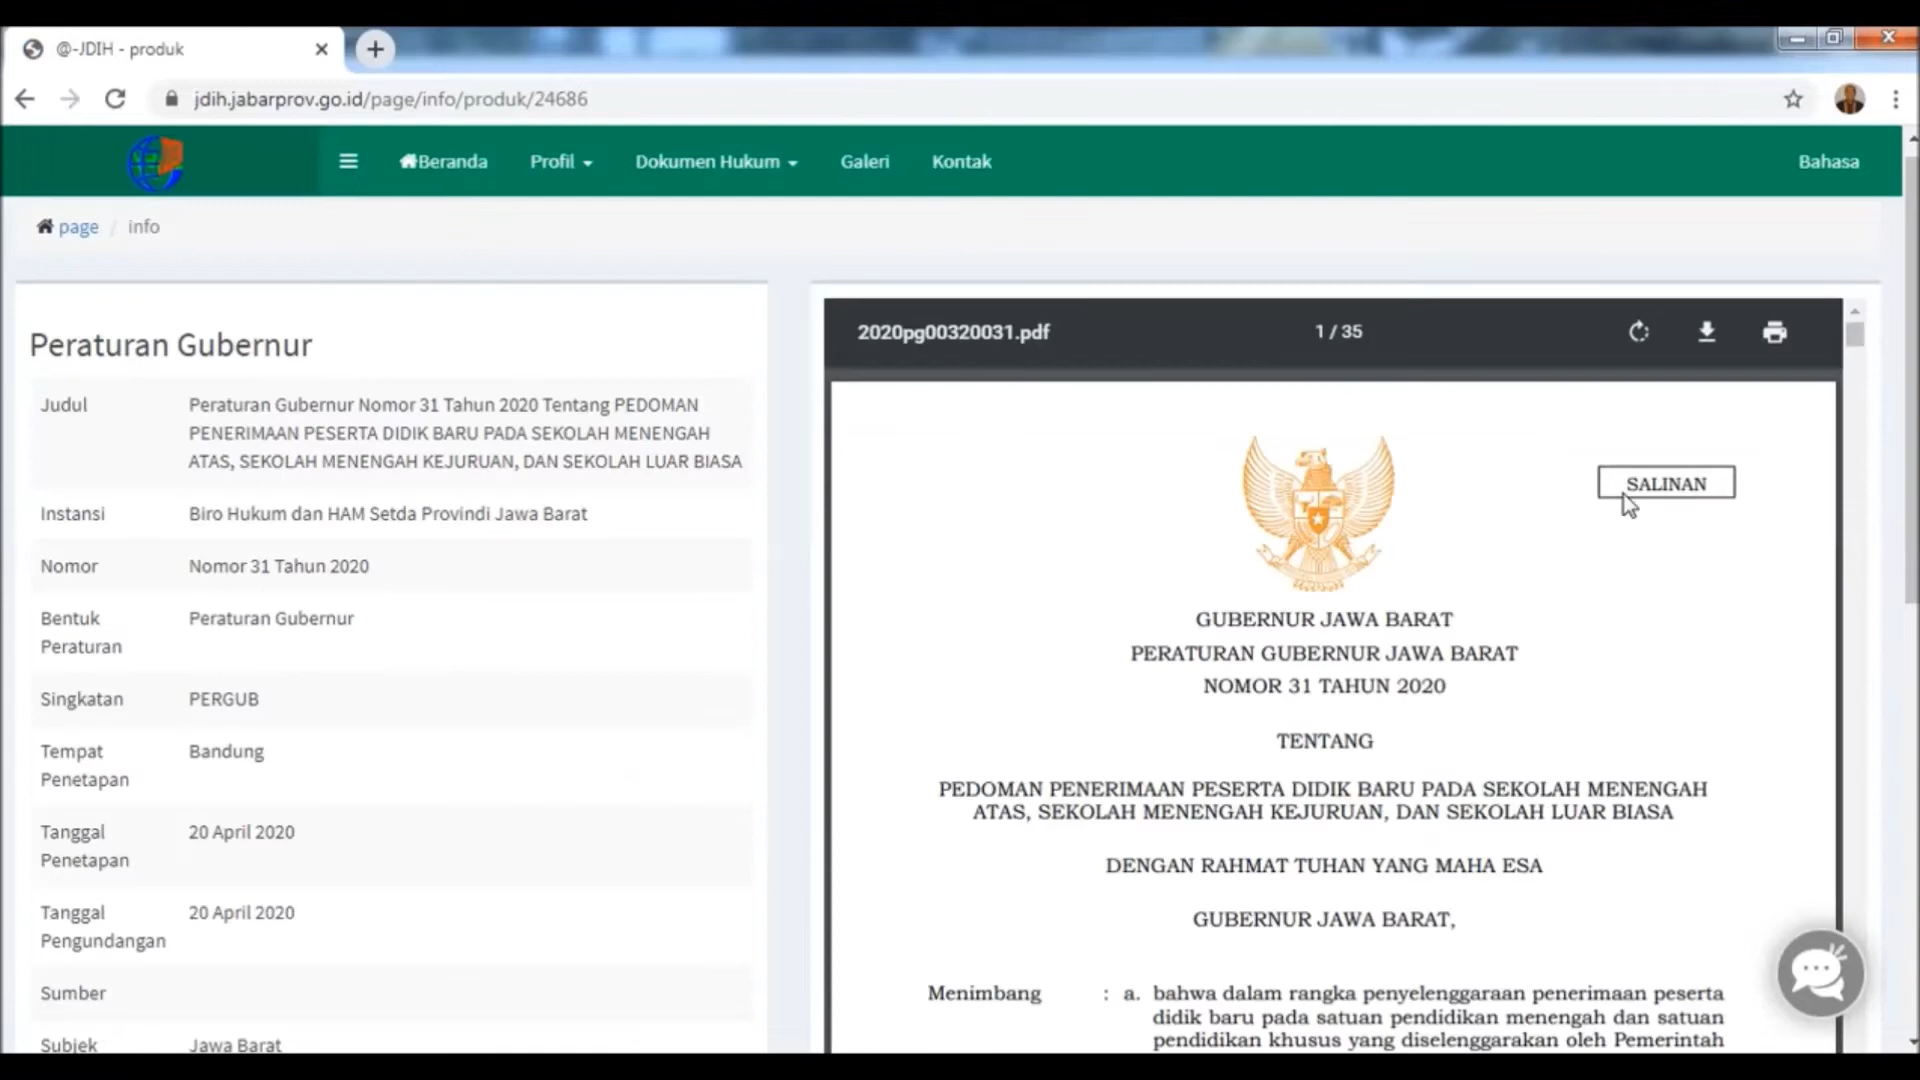 @-JDIH - produk
jdih.jabarprov.go.id/page/info/produk/24686
Beranda
Profil
Dokumen Hukum
Galeri
Kontak
Bahasa
page / info
Peraturan Gubernur
Judul
Peraturan Gubernur Nomor 31 Tahun 2020 Tentang PEDOMAN
PENERIMAAN PESERTA DIDIK BARU PADA SEKOLAH MENENGAH
ATAS, SEKOLAH MENENGAH KEJURUAN, DAN SEKOLAH LUAR BIASA
Instansi
Biro Hukum dan HAM Setda Provindi Jawa Barat
Nomor
Nomor 31 Tahun 2020
Bentuk
Peraturan
Peraturan Gubernur
Singkatan
PERGUB
Tempat
Penetapan
Bandung
Tanggal
Penetapan
20 April 2020
Tanggal
Pengundangan
20 April 2020
Sumber
Subjek
Jawa Barat
2020pg00320031.pdf
1 / 35
SALINAN
GUBERNUR JAWA BARAT
PERATURAN GUBERNUR JAWA BARAT
NOMOR 31 TAHUN 2020
TENTANG
PEDOMAN PENERIMAAN PESERTA DIDIK BARU PADA SEKOLAH MENENGAH
ATAS, SEKOLAH MENENGAH KEJURUAN, DAN SEKOLAH LUAR BIASA
DENGAN RAHMAT TUHAN YANG MAHA ESA
GUBERNUR JAWA BARAT,
Menimbang : a. bahwa dalam rangka penyelenggaraan penerimaan peserta
didik baru pada satuan pendidikan menengah dan satuan
pendidikan khusus yang diselenggarakan oleh Pemerintah